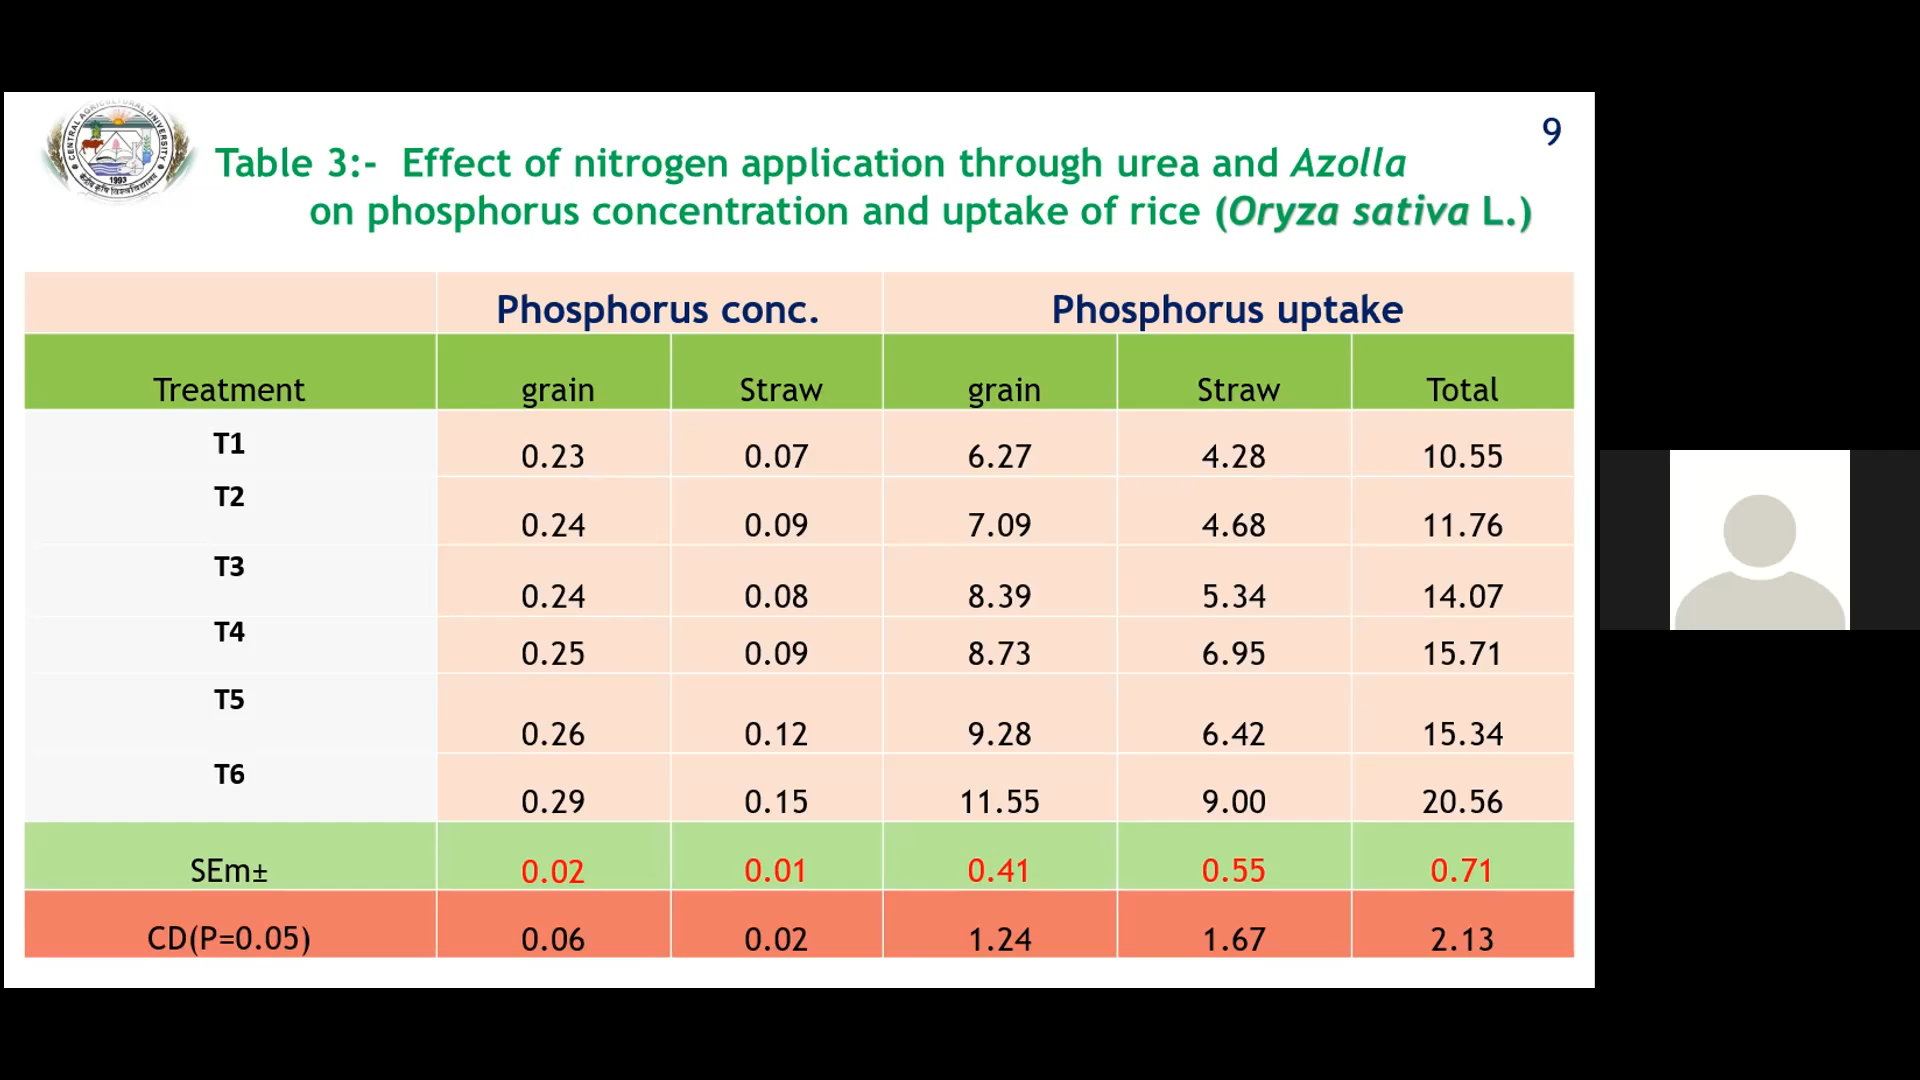 CENTRAL AGRICULTURAL UNIVERSITY
1993
केंद्रीय कृषि विश्वविद्यालय
9
Table 3:- Effect of nitrogen application through urea and Azolla
on phosphorus concentration and uptake of rice (Oryza sativa L.)
Phosphorus conc. Phosphorus uptake
Treatment grain Straw grain Straw Total
T1 0.23 0.07 6.27 4.28 10.55
T2 0.24 0.09 7.09 4.68 11.76
T3 0.24 0.08 8.39 5.34 14.07
T4 0.25 0.09 8.73 6.95 15.71
T5 0.26 0.12 9.28 6.42 15.34
T6 0.29 0.15 11.55 9.00 20.56
SEm± 0.02 0.01 0.41 0.55 0.71
CD(P=0.05) 0.06 0.02 1.24 1.67 2.13